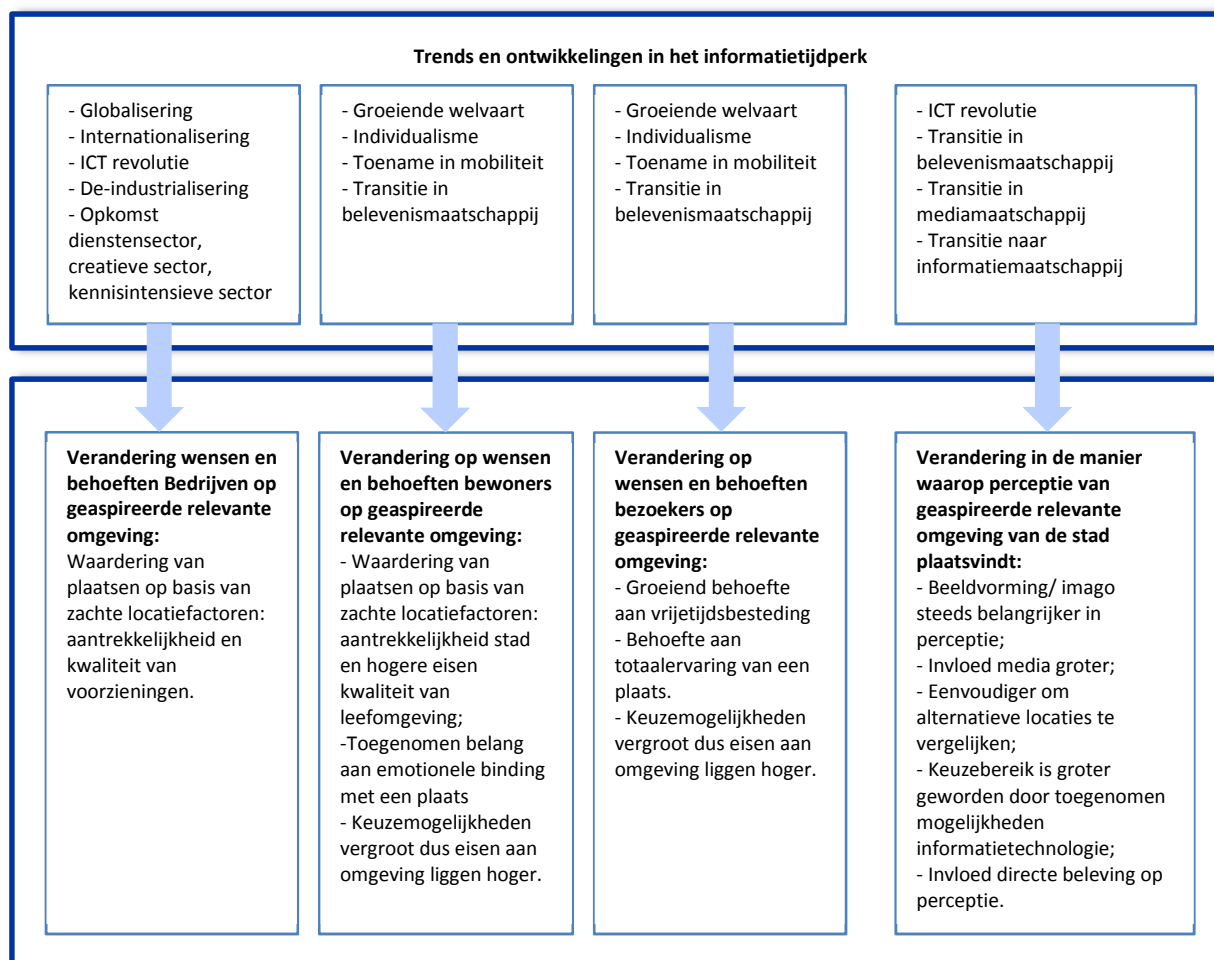 Trends en ontwikkelingen in het informatietijdperk
- Globalisering
- Internationalisering
- ICT revolutie
- De-industrialisering
- Opkomst
dienstensector,
creatieve sector,
kennisintensieve sector
- Groeiende welvaart
- Individualisme
- Toename in mobiliteit
- Transitie in
belevenismaatschappij
- Groeiende welvaart
- Individualisme
- Toename in mobiliteit
- Transitie in
belevenismaatschappij
- ICT revolutie
- Transitie in
belevenismaatschappij
- Transitie in
mediamaatschappij
- Transitie naar
informatiemaatschappij
Verandering wensen en
behoeften Bedrijven op
geaspireerde relevante
omgeving:
Waardering van
plaatsen op basis van
zachte locatiefactoren:
aantrekkelijkheid en
kwaliteit van
voorzieningen.
Verandering op wensen
en behoeften bewoners
op geaspireerde
relevante omgeving:
- Waardering van
plaatsen op basis van
zachte locatiefactoren:
aantrekkelijkheid stad
en hogere eisen
kwaliteit van
leefomgeving;
-Toegenomen belang
aan emotionele binding
met een plaats
- Keuzemogelijkheden
vergroot dus eisen aan
omgeving liggen hoger.
Verandering op
wensen en behoeften
bezoekers op
geaspireerde relevante
omgeving:
- Groeiend behoefte
aan vrijetijdsbesteding
- Behoefte aan
totaalervaring van een
plaats.
- Keuzemogelijkheden
vergroot dus eisen aan
omgeving liggen hoger.
Verandering in de manier
waarop perceptie van
geaspireerde relevante
omgeving van de stad
plaatsvindt:
- Beeldvorming/ imago
steeds belangrijker in
perceptie;
- Invloed media groter;
- Eenvoudiger om
alternatieve locaties te
vergelijken;
- Keuzebereik is groter
geworden door toegenomen
mogelijkheden
informatietechnologie;
- Invloed directe beleving op
perceptie.